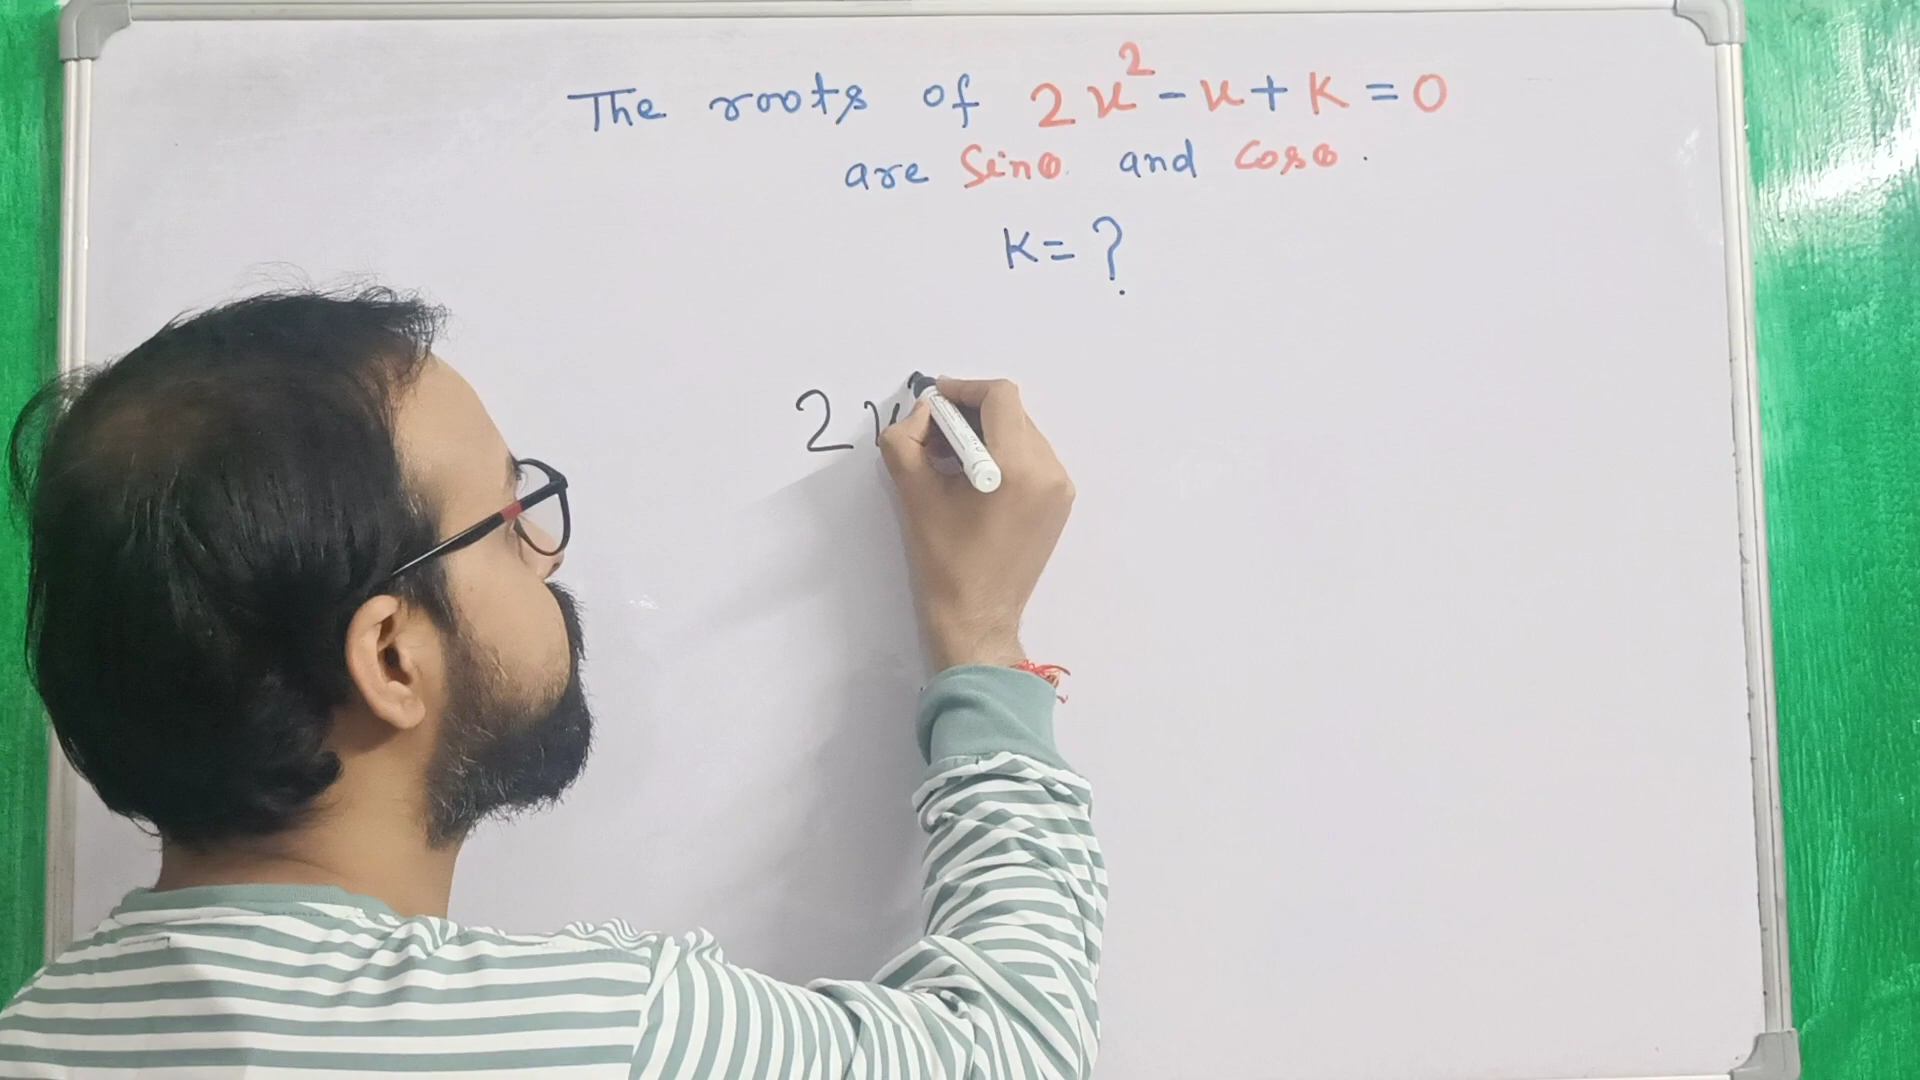 The roots of 2x² - x + K = 0
are Sinθ and Cosθ.
K = ?
2x